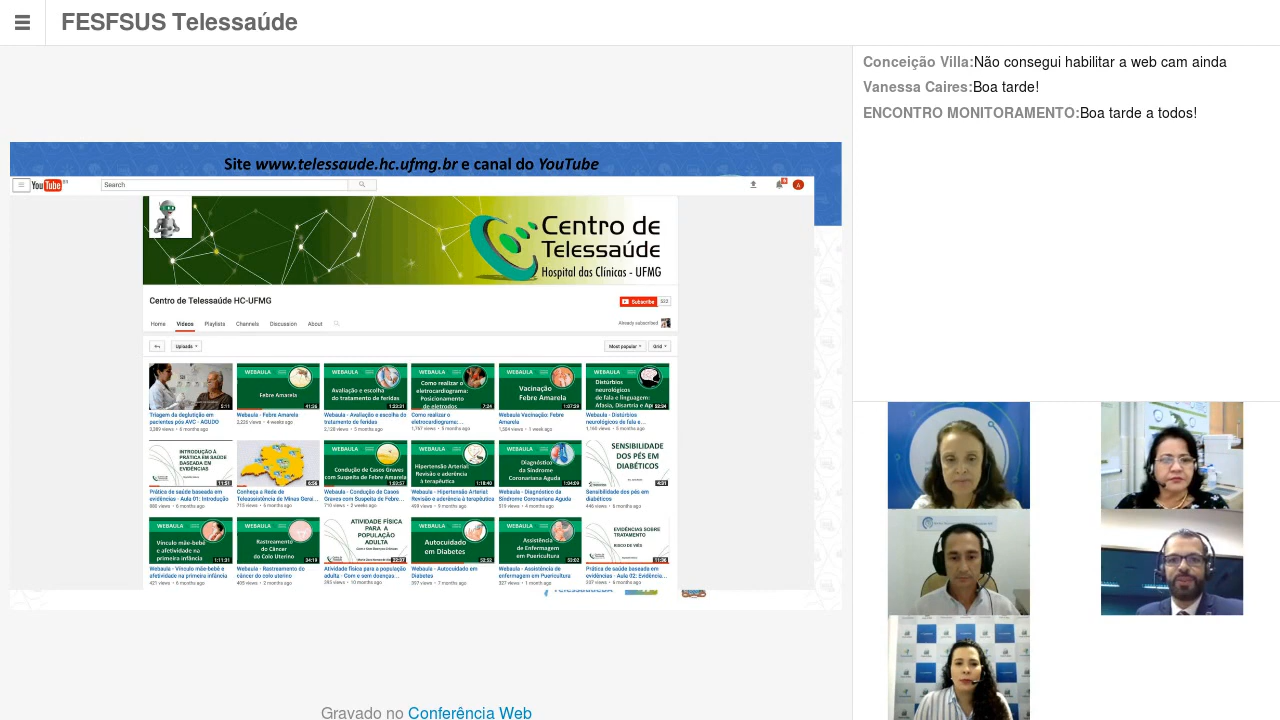 FESFSUS Telessaúde
Conceição Villa:Não consegui habilitar a web cam ainda
Vanessa Caires:Boa tarde!
ENCONTRO MONITORAMENTO:Boa tarde a todos!
Site www.telessaude.hc.ufmg.br e canal do YouTube
YouTube
Search
Centro de
Telessaúde
Hospital das Clínicas - UFMG
Centro de Telessaúde HC-UFMG
Subscribe
Home Videos Playlists Channels Discussion About
Already subscribed
Uploads
Most popular Grid
WEBAULA
Febre Amarela
WEBAULA
Avaliação e escolha
do tratamento de feridas
Como realizar o
eletrocardiograma:
Posicionamento
de eletrodos
WEBAULA
Vacinação
Febre Amarela
Distúrbios
neurológicos
de fala e linguagem:
Afasia, Disartria e Ap
Triagem da deglutição em
pacientes pós AVC - AGUDO
Webaula - Febre Amarela
Webaula - Avaliação e escolha do
tratamento de feridas
Como realizar o
eletrocardiograma:...
Webaula Vacinação: Febre
Amarela
Webaula - Distúrbios
neurológicos de fala e l...
INTRODUÇÃO À
PRÁTICA EM SAÚDE
BASEADA EM
EVIDÊNCIAS
WEBAULA
Condução de Casos Graves
com Suspeita de Febre Amarela
WEBAULA
Hipertensão Arterial:
Revisão e aderência
à terapêutica
WEBAULA
Diagnóstico
da Síndrome
Coronariana Aguda
SENSIBILIDADE
DOS PÉS EM
DIABÉTICOS
Prática de saúde baseada em
evidências - Aula 01: Introdução
Conheça a Rede de
Teleassistência de Minas Gerai...
Webaula - Condução de Casos
Graves com Suspeita de Febre...
Webaula - Hipertensão Arterial:
Revisão e aderência à terapêutica
Webaula - Diagnóstico da
Síndrome Coronariana Aguda
Sensibilidade dos pés em
diabéticos
WEBAULA
Vínculo mãe-bebê
e afetividade na
primeira infância
WEBAULA
Rastreamento
do Câncer
do Colo Uterino
ATIVIDADE FÍSICA
PARA A
POPULAÇÃO
ADULTA
WEBAULA
Autocuidado
em Diabetes
WEBAULA
Assistência
de Enfermagem
em Puericultura
EVIDÊNCIAS SOBRE
TRATAMENTO
RISCO DE VIÉS
Webaula - Vínculo mãe-bebê e
afetividade na primeira infância
Webaula - Rastreamento do
câncer do colo uterino
Atividade física para a população
adulta - Com e sem doenças...
Webaula - Autocuidado em
Diabetes
Webaula - Assistência de
enfermagem em Puericultura
Prática de saúde baseada em
evidências - Aula 02: Evidência...
Gravado no Conferência Web